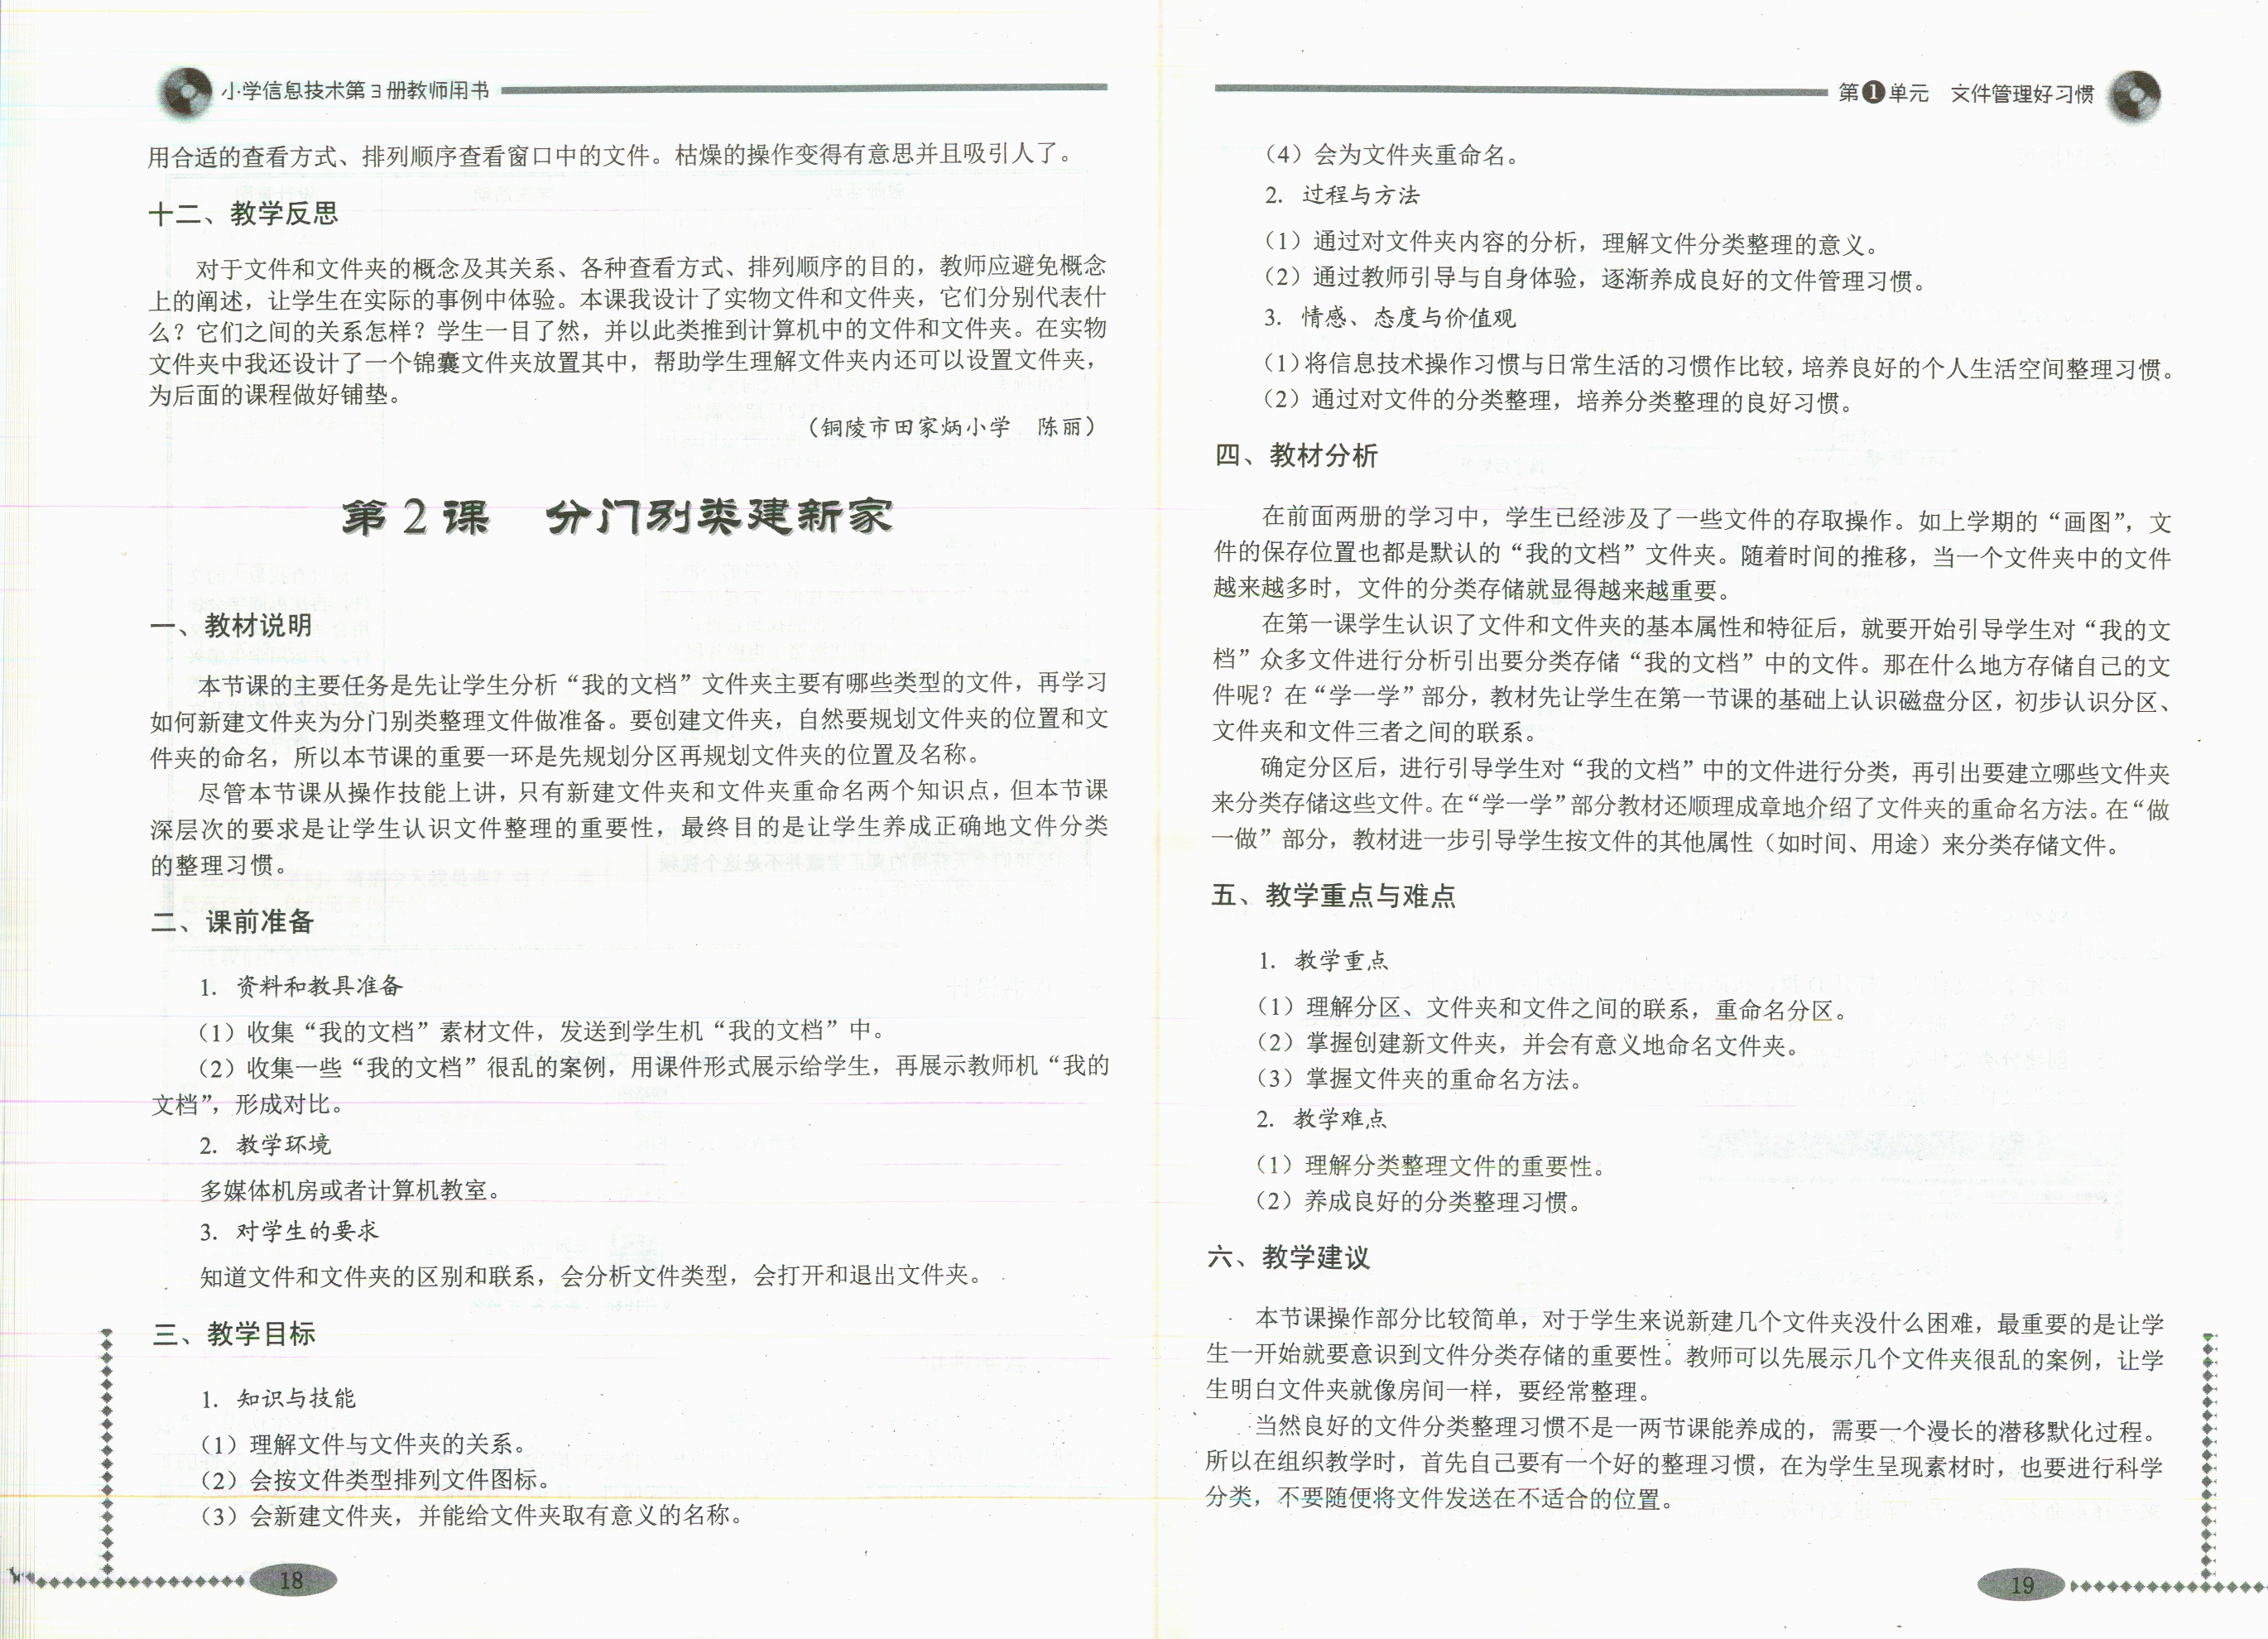 小学信息技术第3册教师用书
用合适的查看方式、排列顺序查看窗口中的文件。枯燥的操作变得有意思并且吸引人了。
十二、教学反思
对于文件和文件夹的概念及其关系、各种查看方式、排列顺序的目的，教师应避免概念
上的阐述，让学生在实际的事例中体验。本课我设计了实物文件和文件夹，它们分别代表什
么？它们之间的关系怎样？学生一目了然，并以此类推到计算机中的文件和文件夹。在实物
文件夹中我还设计了一个锦囊文件夹放置其中，帮助学生理解文件夹内还可以设置文件夹，
为后面的课程做好铺垫。
（铜陵市田家炳小学　陈丽）
第2课　分门别类建新家
一、教材说明
本节课的主要任务是先让学生分析“我的文档”文件夹主要有哪些类型的文件，再学习
如何新建文件夹为分门别类整理文件做准备。要创建文件夹，自然要规划文件夹的位置和文
件夹的命名，所以本节课的重要一环是先规划分区再规划文件夹的位置及名称。
尽管本节课从操作技能上讲，只有新建文件夹和文件夹重命名两个知识点，但本节课
深层次的要求是让学生认识文件整理的重要性，最终目的是让学生养成正确地文件分类
的整理习惯。
二、课前准备
1. 资料和教具准备
（1）收集“我的文档”素材文件，发送到学生机“我的文档”中。
（2）收集一些“我的文档”很乱的案例，用课件形式展示给学生，再展示教师机“我的
文档”，形成对比。
2. 教学环境
多媒体机房或者计算机教室。
3. 对学生的要求
知道文件和文件夹的区别和联系，会分析文件类型，会打开和退出文件夹。
三、教学目标
1. 知识与技能
（1）理解文件与文件夹的关系。
（2）会按文件类型排列文件图标。
（3）会新建文件夹，并能给文件夹取有意义的名称。
18
第1单元　文件管理好习惯
（4）会为文件夹重命名。
2. 过程与方法
（1）通过对文件夹内容的分析，理解文件分类整理的意义。
（2）通过教师引导与自身体验，逐渐养成良好的文件管理习惯。
3. 情感、态度与价值观
（1）将信息技术操作习惯与日常生活的习惯作比较，培养良好的个人生活空间整理习惯。
（2）通过对文件的分类整理，培养分类整理的良好习惯。
四、教材分析
在前面两册的学习中，学生已经涉及了一些文件的存取操作。如上学期的“画图”，文
件的保存位置也都是默认的“我的文档”文件夹。随着时间的推移，当一个文件夹中的文件
越来越多时，文件的分类存储就显得越来越重要。
在第一课学生认识了文件和文件夹的基本属性和特征后，就要开始引导学生对“我的文
档”众多文件进行分析引出要分类存储“我的文档”中的文件。那在什么地方存储自己的文
件呢？在“学一学”部分，教材先让学生在第一节课的基础上认识磁盘分区，初步认识分区、
文件夹和文件三者之间的联系。
确定分区后，进行引导学生对“我的文档”中的文件进行分类，再引出要建立哪些文件夹
来分类存储这些文件。在“学一学”部分教材还顺理成章地介绍了文件夹的重命名方法。在“做
一做”部分，教材进一步引导学生按文件的其他属性（如时间、用途）来分类存储文件。
五、教学重点与难点
1. 教学重点
（1）理解分区、文件夹和文件之间的联系，重命名分区。
（2）掌握创建新文件夹，并会有意义地命名文件夹。
（3）掌握文件夹的重命名方法。
2. 教学难点
（1）理解分类整理文件的重要性。
（2）养成良好的分类整理习惯。
六、教学建议
本节课操作部分比较简单，对于学生来说新建几个文件夹没什么困难，最重要的是让学
生一开始就要意识到文件分类存储的重要性。教师可以先展示几个文件夹很乱的案例，让学
生明白文件夹就像房间一样，要经常整理。
当然良好的文件分类整理习惯不是一两节课能养成的，需要一个漫长的潜移默化过程。
所以在组织教学时，首先自己要有一个好的整理习惯，在为学生呈现素材时，也要进行科学
分类，不要随便将文件发送在不适合的位置。
19